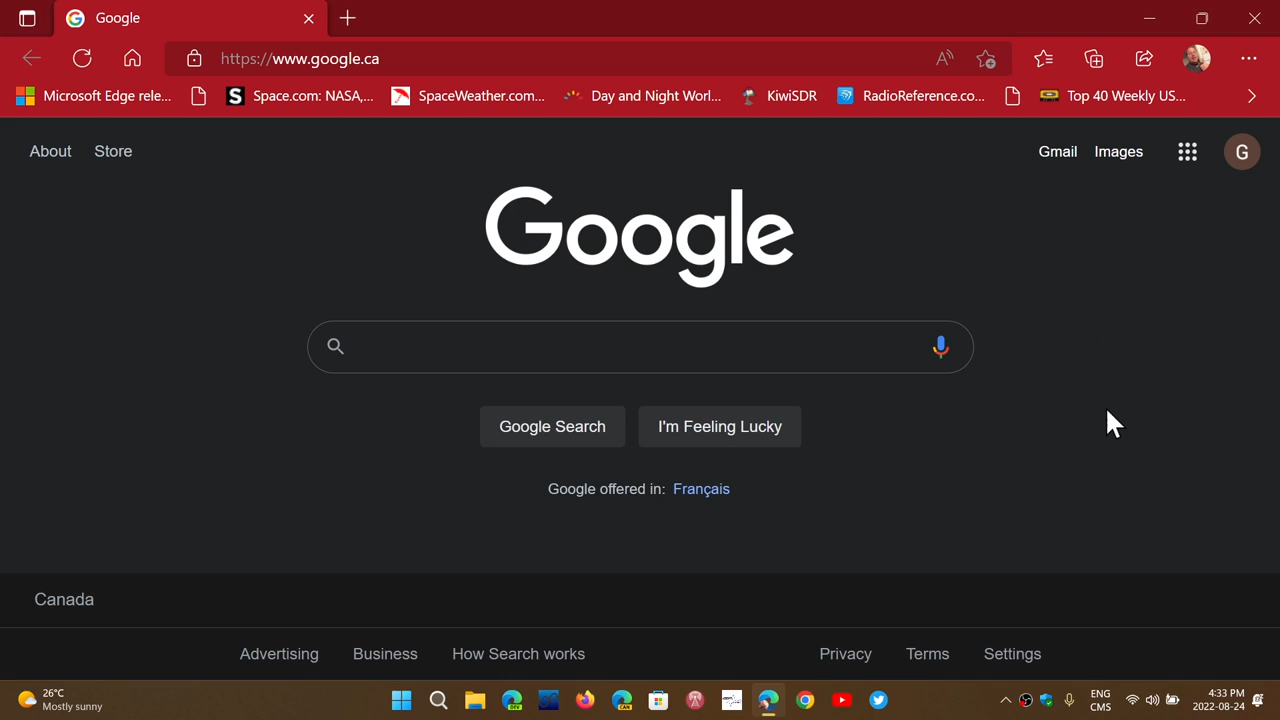 Google
https://www.google.ca
Microsoft Edge rele... Space.com: NASA,... SpaceWeather.com... Day and Night Worl... KiwiSDR RadioReference.co... Top 40 Weekly US...
About Store Gmail Images G
Google
Google Search I'm Feeling Lucky
Google offered in: Français
Canada
Advertising Business How Search works Privacy Terms Settings
26°C
Mostly sunny
DEV
CAN
ENG
CMS
4:33 PM
2022-08-24